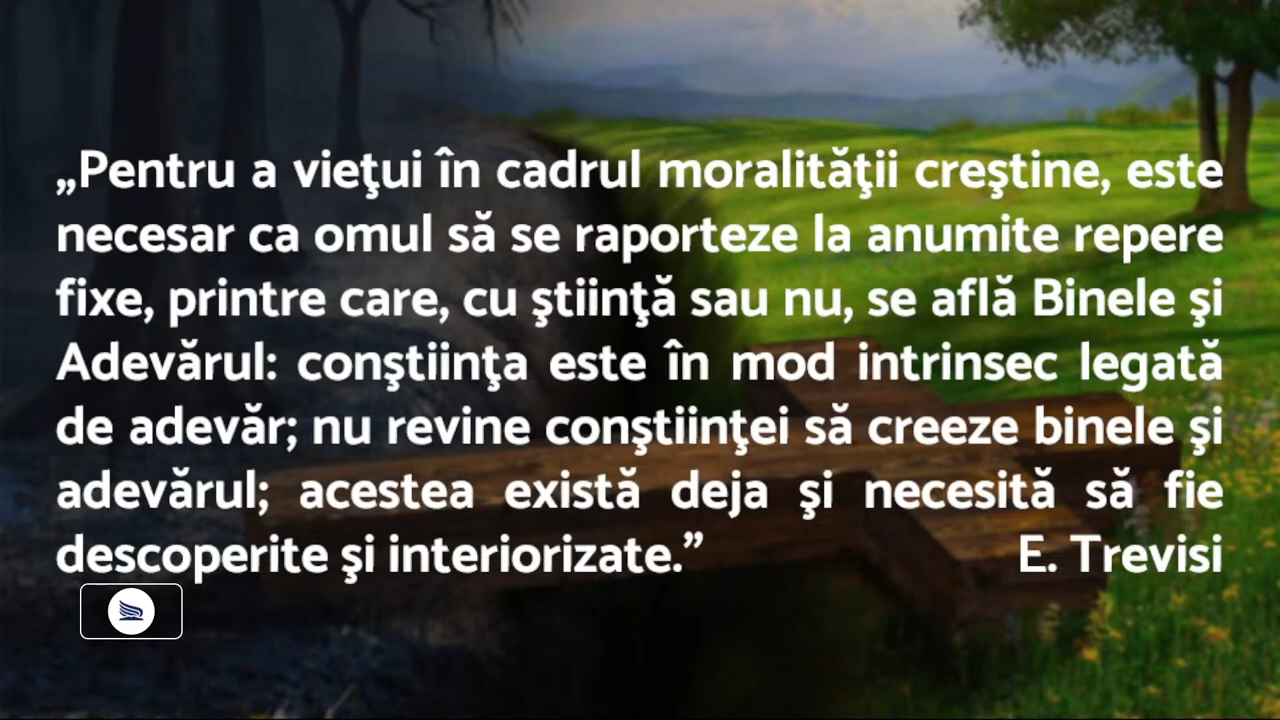 „Pentru a vieţui în cadrul moralităţii creştine, este
necesar ca omul să se raporteze la anumite repere
fixe, printre care, cu ştiinţă sau nu, se află Binele şi
Adevărul: conştiinţa este în mod intrinsec legată
de adevăr; nu revine conştiinţei să creeze binele şi
adevărul; acestea există deja şi necesită să fie
descoperite şi interiorizate.” E. Trevisi